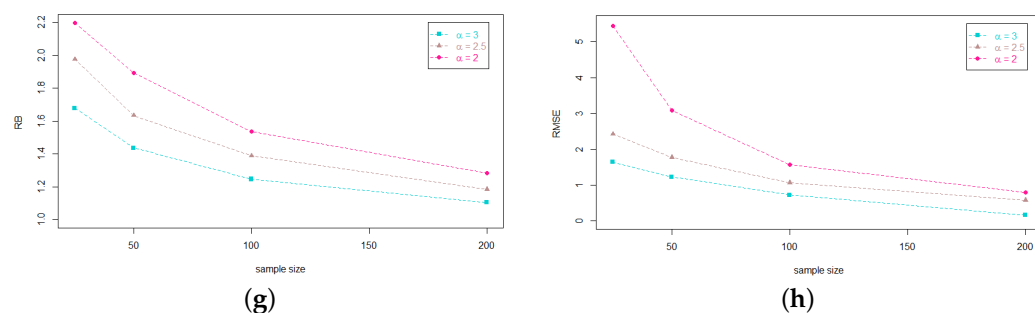 RB
2.2
2.0
1.8
1.6
1.4
1.2
1.0
α = 3
α = 2.5
α = 2
50
100
150
200
sample size
(g)
RMSE
5
4
3
2
1
0
α = 3
α = 2.5
α = 2
50
100
150
200
sample size
(h)